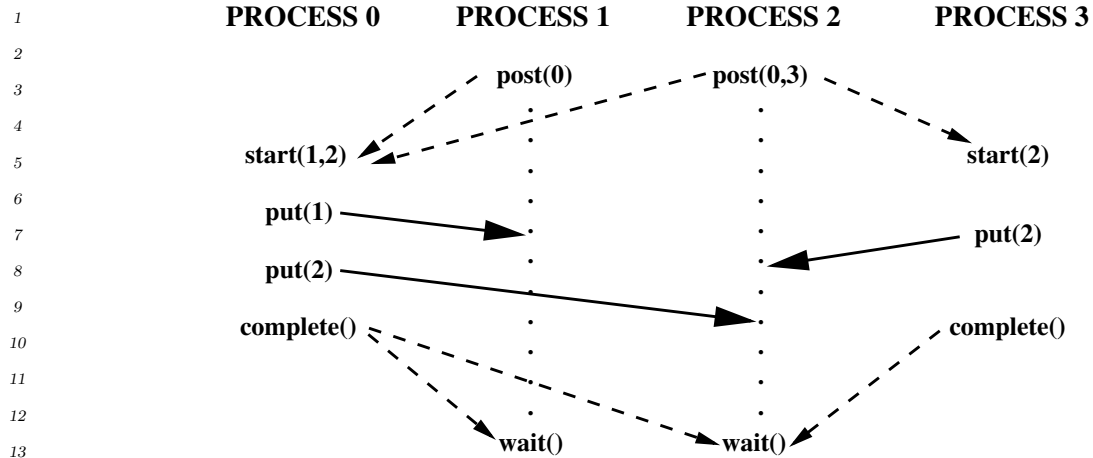 1 PROCESS 0 PROCESS 1 PROCESS 2 PROCESS 3
2
3 post(0) post(0,3)
4
5 start(1,2) start(2)
6
put(1)
7 put(2)
8 put(2)
9
complete() complete()
10
11
12
13 wait() wait()